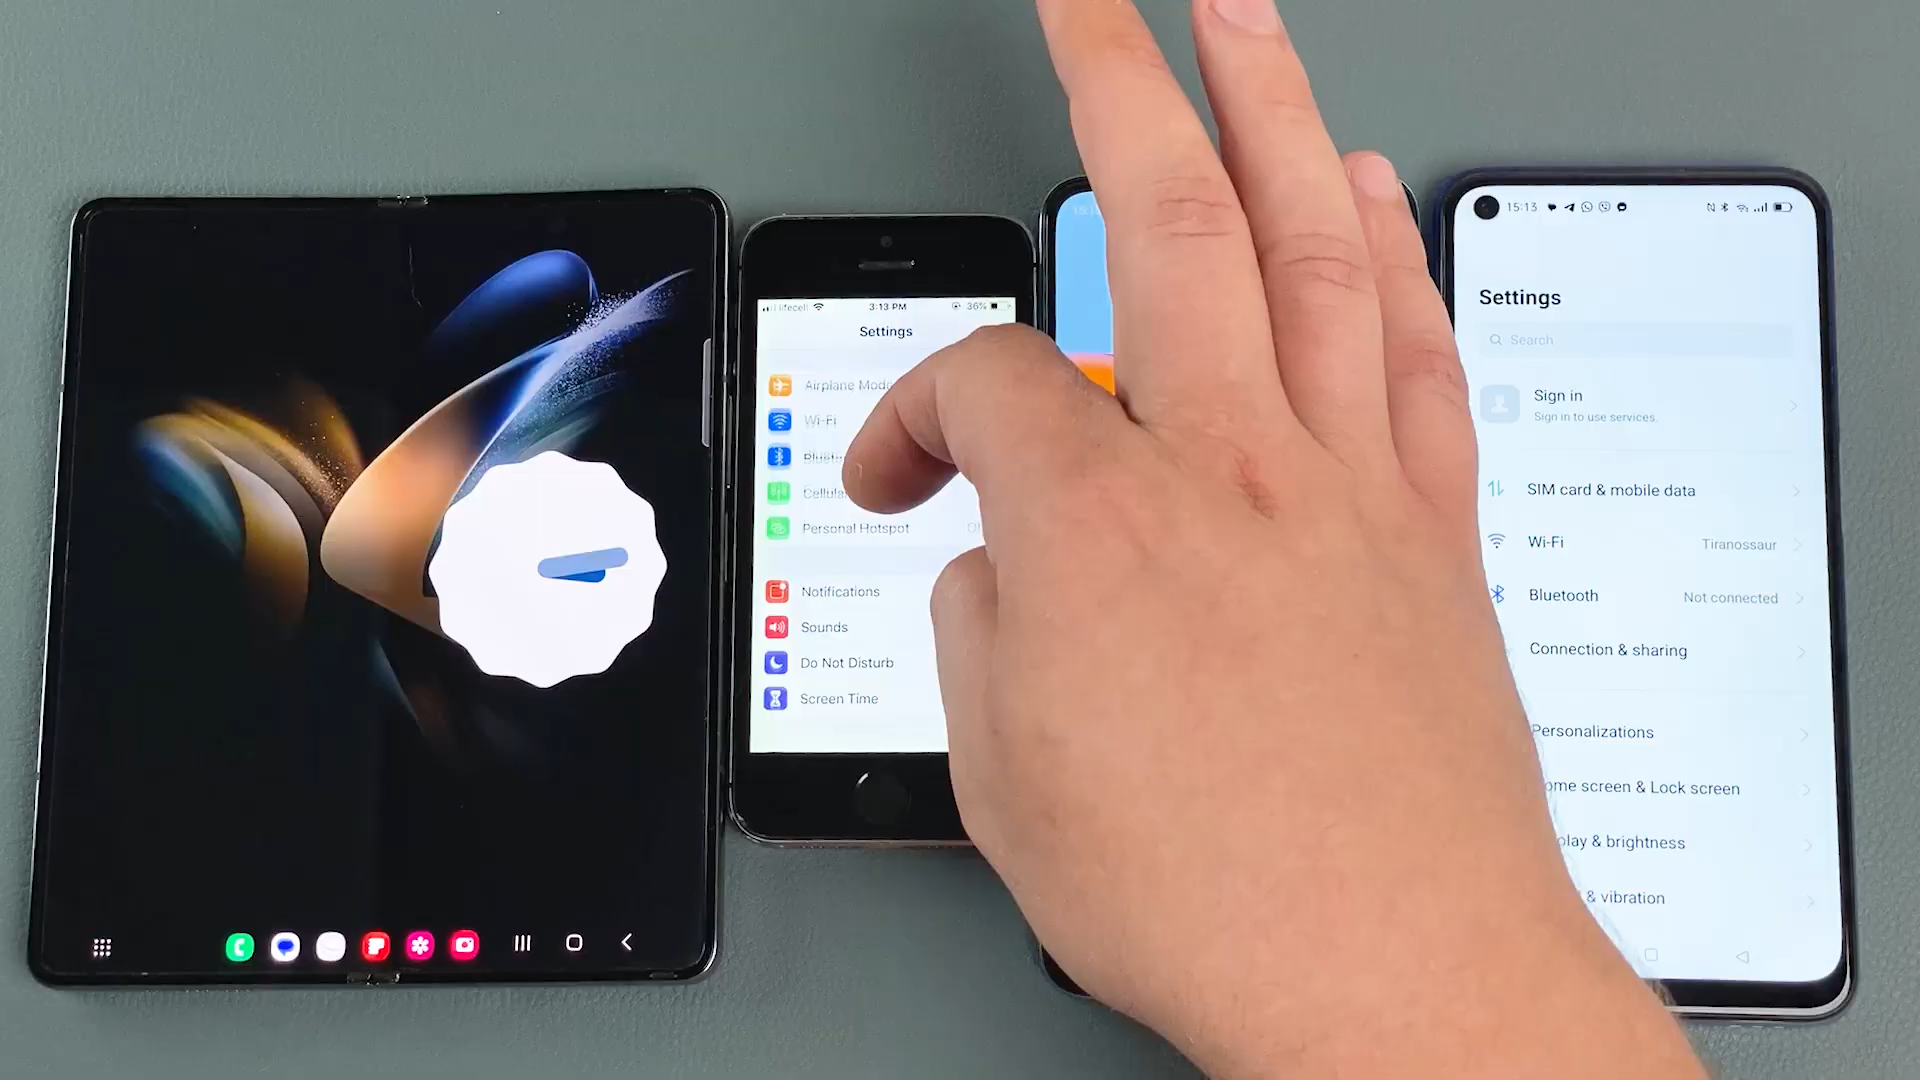 lifecell 3:13 PM 36%
Settings
Airplane Mode
Wi-Fi
Personal Hotspot
Notifications
Sounds
Do Not Disturb
Screen Time
15:13
Settings
Search
Sign in
Sign in to use services.
SIM card & mobile data
Wi-Fi Tiranossaur
Bluetooth Not connected
Connection & sharing
Personalizations
ome screen & Lock screen
play & brightness
& vibration